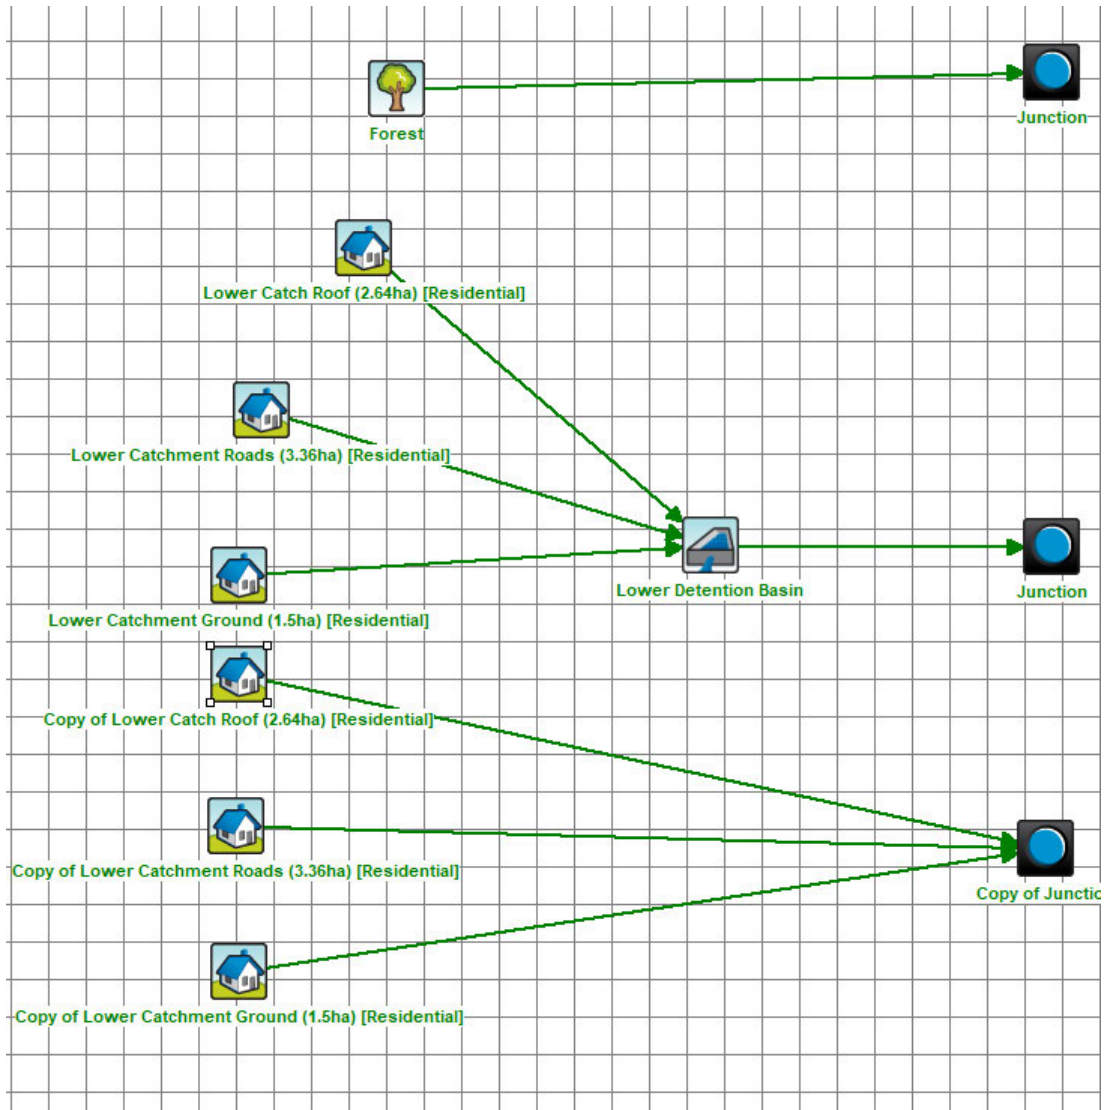 Forest
Junction
Lower Catch Roof (2.64ha) [Residential]
Lower Catchment Roads (3.36ha) [Residential]
Lower Catchment Ground (1.5ha) [Residential]
Lower Detention Basin
Junction
Copy of Lower Catch Roof (2.64ha) [Residential]
Copy of Lower Catchment Roads (3.36ha) [Residential]
Copy of Junctio
Copy of Lower Catchment Ground (1.5ha) [Residential]